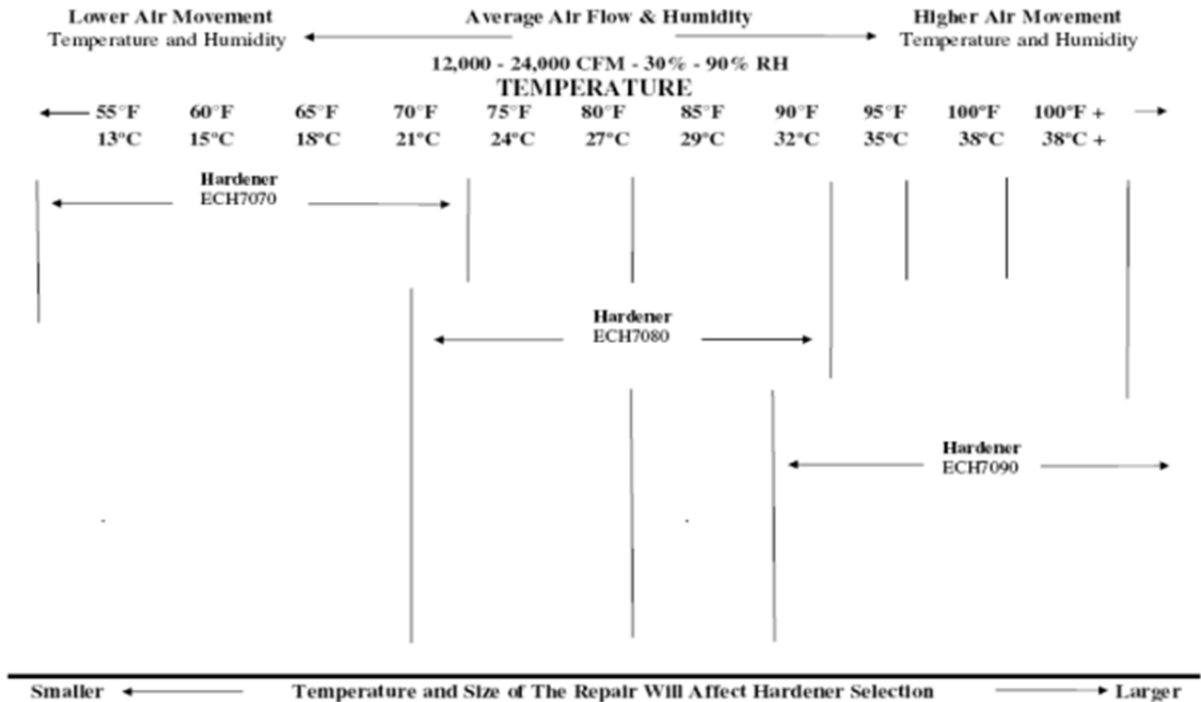 Lower Air Movement
Temperature and Humidity
Average Air Flow & Humidity
Higher Air Movement
Temperature and Humidity
12,000 - 24,000 CFM - 30% - 90% RH
TEMPERATURE
55°F 60°F 65°F 70°F 75°F 80°F 85°F 90°F 95°F 100°F 100°F +
13°C 15°C 18°C 21°C 24°C 27°C 29°C 32°C 35°C 38°C 38°C +
Hardener
ECH7070
Hardener
ECH7080
Hardener
ECH7090
Smaller Temperature and Size of The Repair Will Affect Hardener Selection Larger